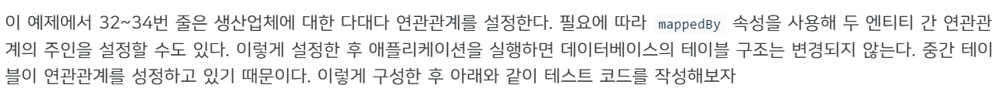 이 예제에서 32~34번 줄은 생산업체에 대한 다대다 연관관계를 설정한다. 필요에 따라 mappedBy 속성을 사용해 두 엔티티 간 연관관
계의 주인을 설정할 수도 있다. 이렇게 설정한 후 애플리케이션을 실행하면 데이터베이스의 테이블 구조는 변경되지 않는다. 중간 테이
블이 연관관계를 성정하고 있기 때문이다. 이렇게 구성한 후 아래와 같이 테스트 코드를 작성해보자